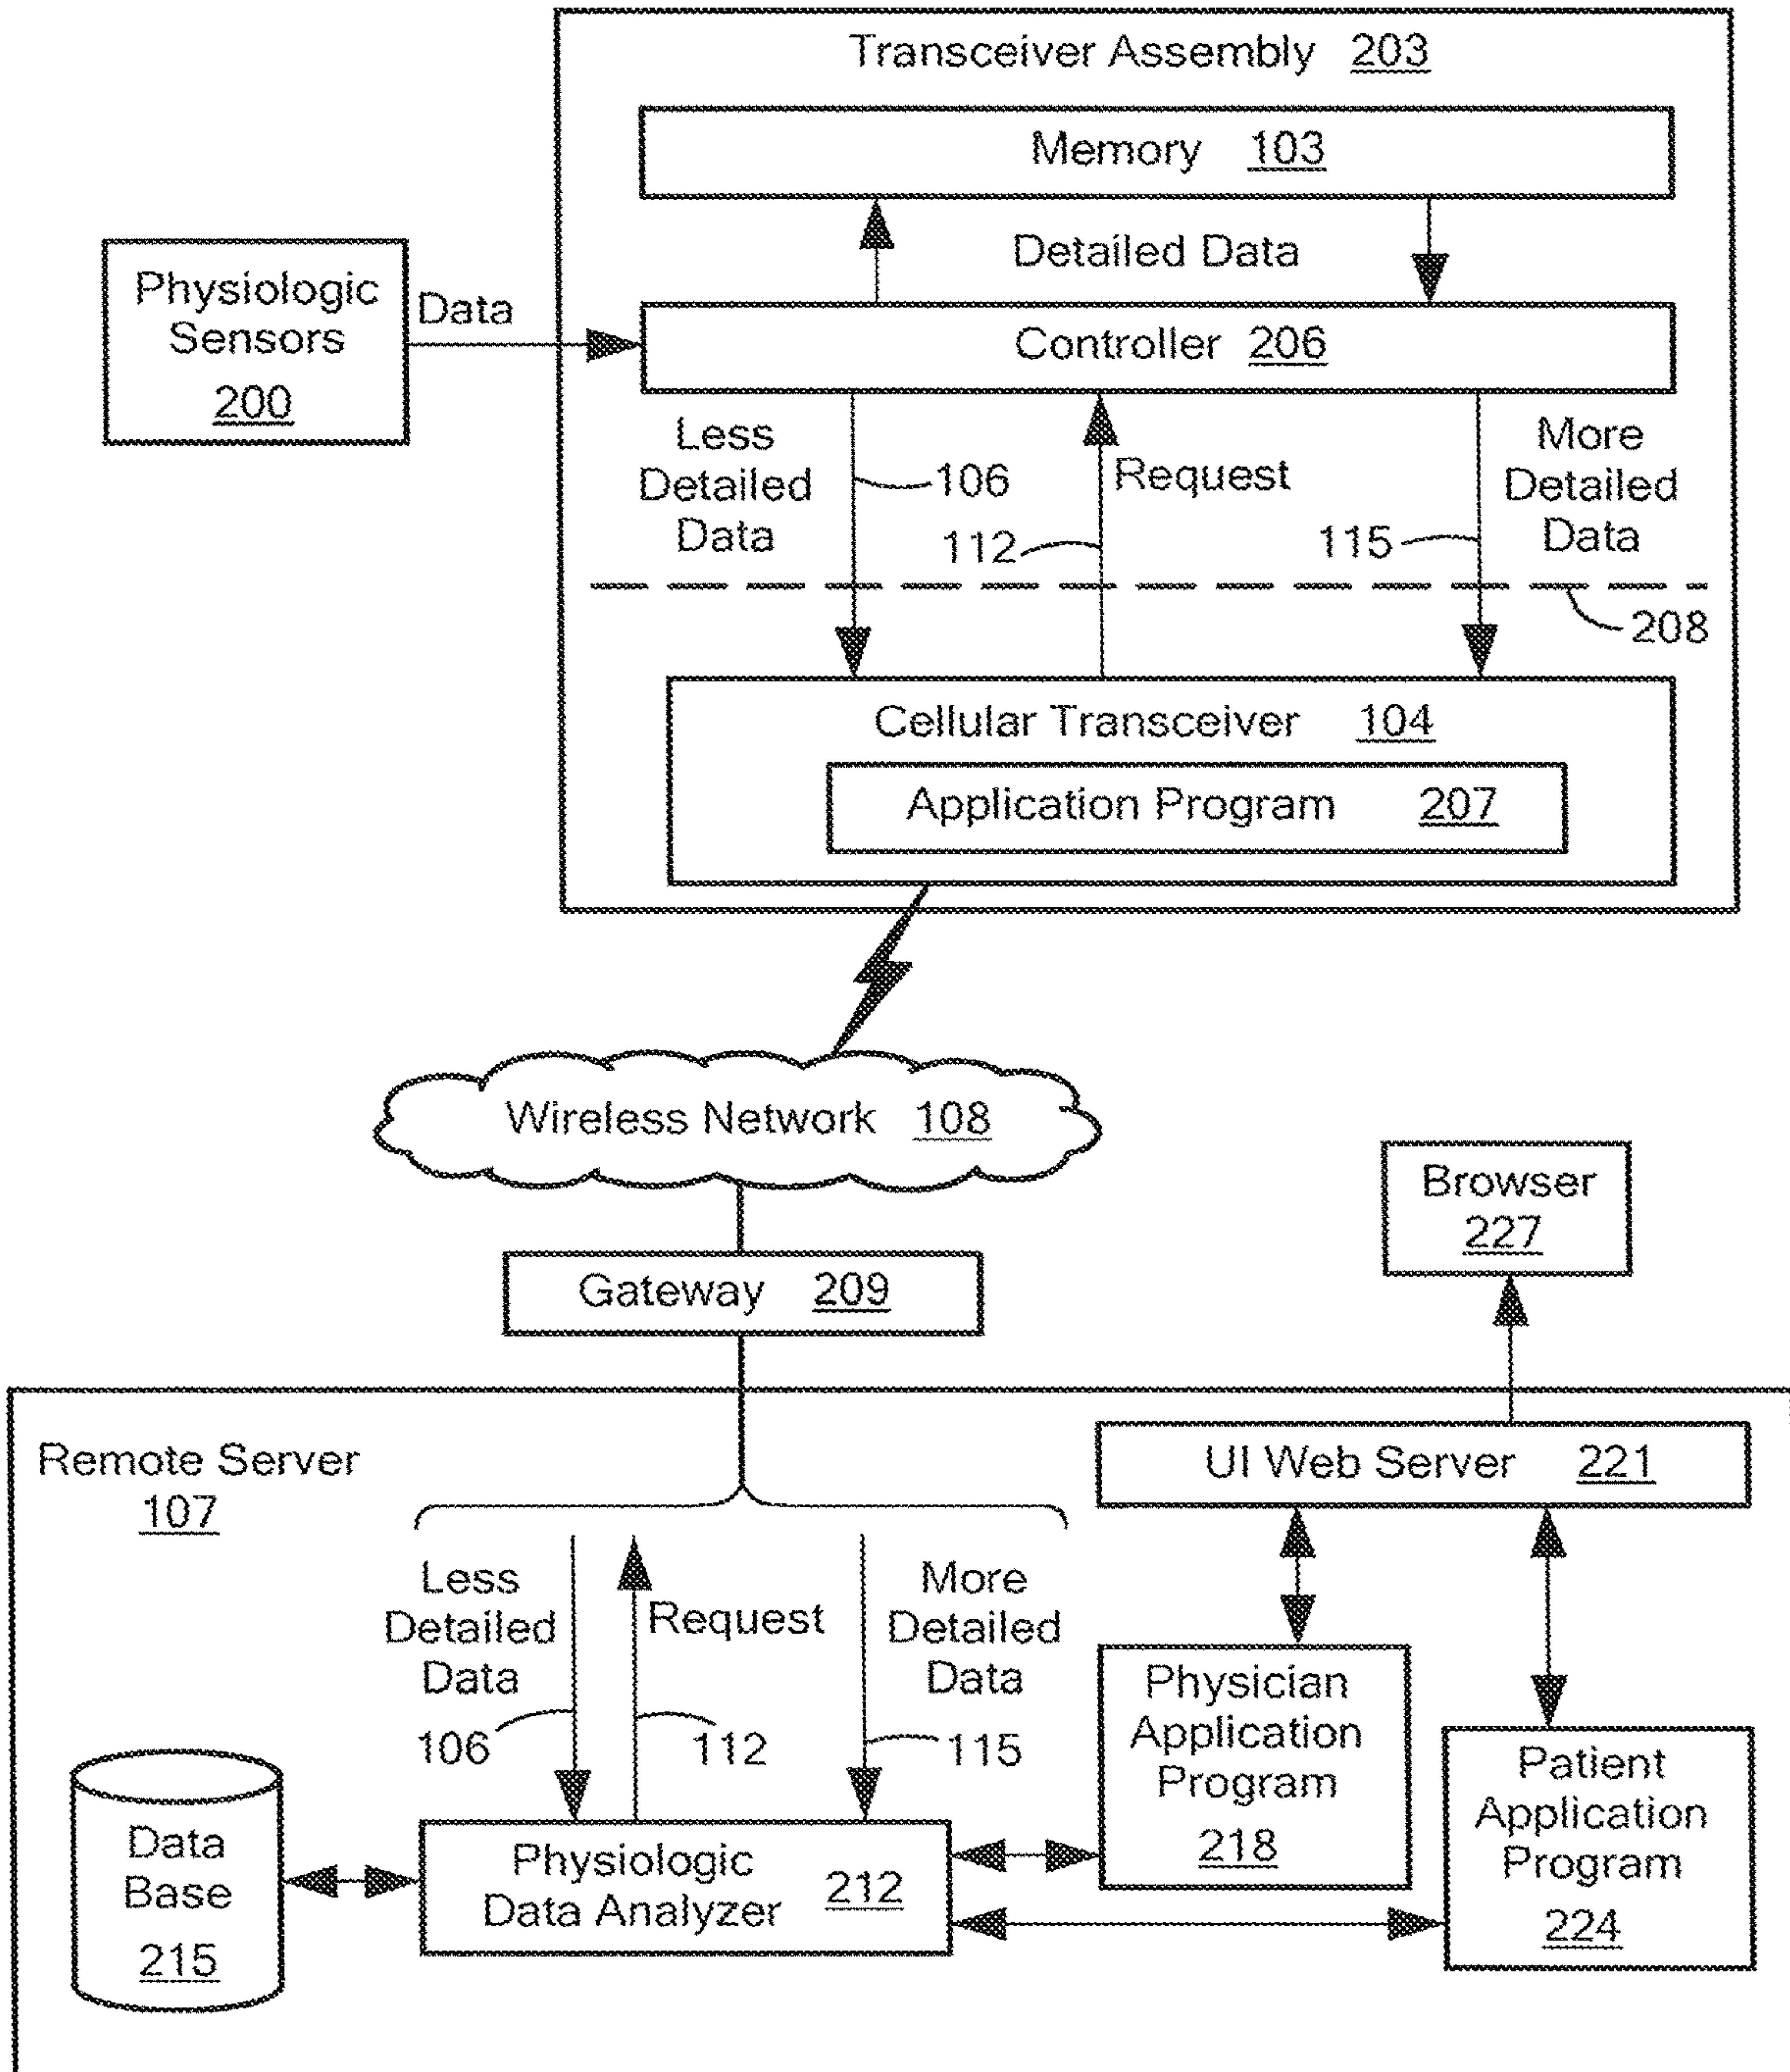 Transceiver Assembly 203
Memory 103
Detailed Data
Physiologic
Sensors
200
Data
Controller 206
Less
Detailed
Data
106
Request
112
More
Detailed
Data
115
208
Cellular Transceiver 104
Application Program 207
Wireless Network 108
Gateway 209
Browser
227
Remote Server
107
UI Web Server 221
Less
Detailed
Data
106
Request
112
More
Detailed
Data
115
Physician
Application
Program
218
Patient
Application
Program
224
Data
Base
215
Physiologic
Data Analyzer 212